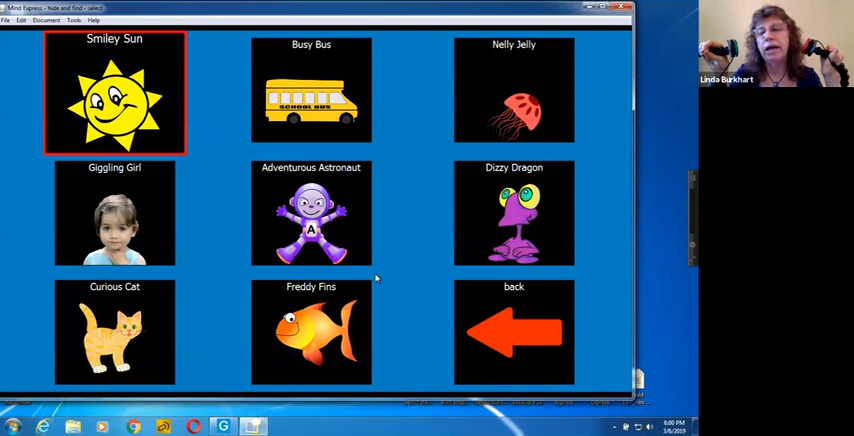 Mind Express - hide and find - select
File Edit Document Tools Help
Smiley Sun
Busy Bus
Nelly Jelly
SCHOOL BUS
Linda Burkhart
Giggling Girl
Adventurous Astronaut
Dizzy Dragon
A
Curious Cat
Freddy Fins
back
6:00 PM
3/6/2019